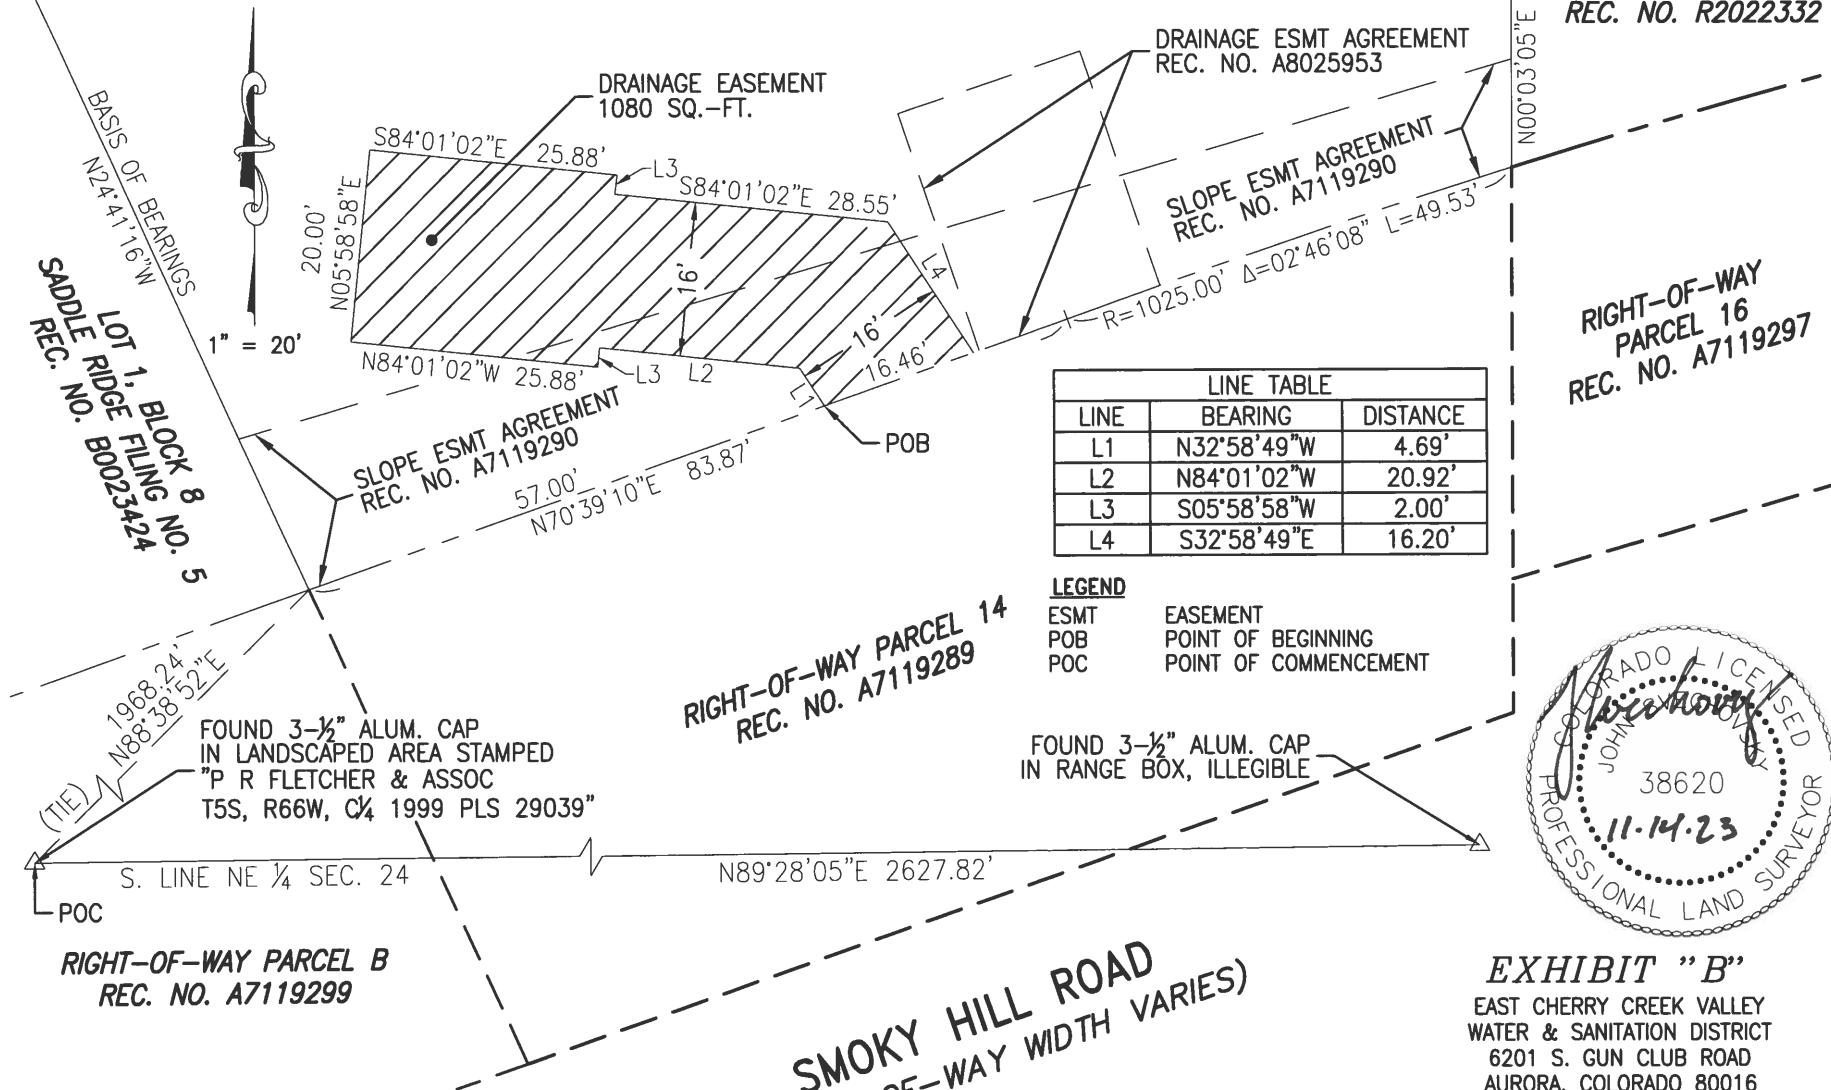 REC. NO. R2022332
N00°03'05"E
DRAINAGE ESMT AGREEMENT
REC. NO. A8025953
DRAINAGE EASEMENT
1080 SQ.-FT.
BASIS OF BEARINGS
N24°41'16"W
S84°01'02"E 25.88'
L3
S84°01'02"E 28.55'
20.00'
N05°58'58"E
16'
L4
16'
SLOPE ESMT AGREEMENT
REC. NO. A7119290
R=1025.00' Δ=02°46'08" L=49.53'
LOT 1, BLOCK 8
SADDLE RIDGE FILING NO. 5
REC. NO. B0023424
1" = 20'
N84°01'02"W 25.88'
L3
L2
L1
16.46'
POB
SLOPE ESMT AGREEMENT
REC. NO. A7119290
57.00'
N70°39'10"E 83.87'
RIGHT-OF-WAY
PARCEL 16
REC. NO. A7119297
LINE TABLE
LINE BEARING DISTANCE
L1 N32°58'49"W 4.69'
L2 N84°01'02"W 20.92'
L3 S05°58'58"W 2.00'
L4 S32°58'49"E 16.20'
LEGEND
ESMT EASEMENT
POB POINT OF BEGINNING
POC POINT OF COMMENCEMENT
RIGHT-OF-WAY PARCEL 14
REC. NO. A7119289
1968.24'
N88°38'52"E
(TIE)
FOUND 3-½" ALUM. CAP
IN LANDSCAPED AREA STAMPED
"P R FLETCHER & ASSOC
T5S, R66W, C¼ 1999 PLS 29039"
FOUND 3-½" ALUM. CAP
IN RANGE BOX, ILLEGIBLE
S. LINE NE ¼ SEC. 24
N89°28'05"E 2627.82'
POC
RIGHT-OF-WAY PARCEL B
REC. NO. A7119299
SMOKY HILL ROAD
OF-WAY WIDTH VARIES)
COLORADO LICENSED
JOHN
38620
11-14-23
PROFESSIONAL LAND SURVEYOR
EXHIBIT "B"
EAST CHERRY CREEK VALLEY
WATER & SANITATION DISTRICT
6201 S. GUN CLUB ROAD
AURORA, COLORADO 80016